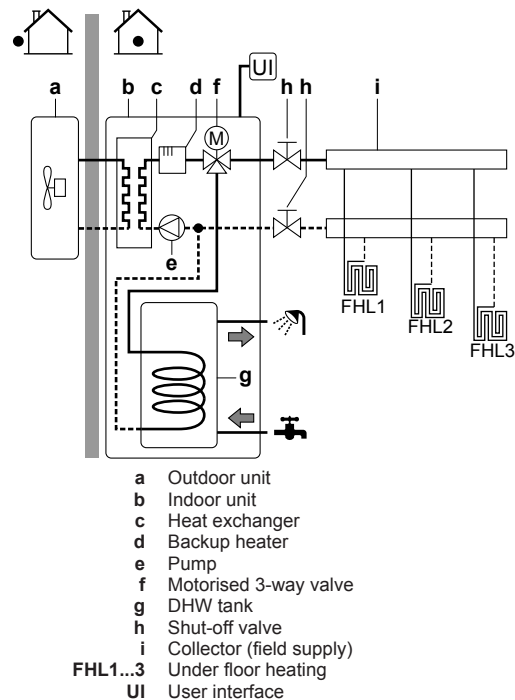 UI
a b c d f h h i
M
e
FHL1
FHL2
FHL3
g
a Outdoor unit
b Indoor unit
c Heat exchanger
d Backup heater
e Pump
f Motorised 3-way valve
g DHW tank
h Shut-off valve
i Collector (field supply)
FHL1...3 Under floor heating
UI User interface